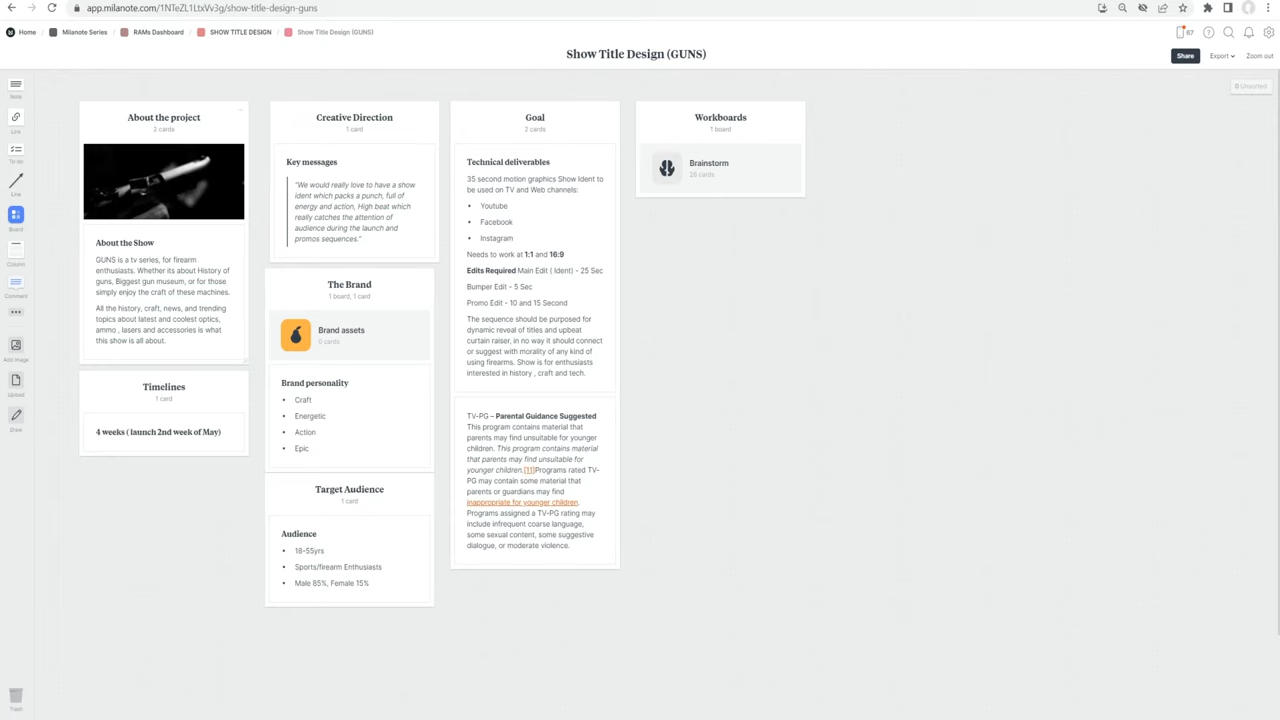 app.milanote.com/1NTeZL1LtxVv3g/show-title-design-guns
Home
Milanote Series
RAMs Dashboard
SHOW TITLE DESIGN
Show Title Design (GUNS)
67
Show Title Design (GUNS)
Share
Export
Zoom out
0 Unsorted
Note
Link
To-do
Line
Board
Column
Comment
Add image
Upload
Draw
Trash
About the project
2 cards
About the Show
GUNS is a tv series, for firearm
enthusiasts. Whether its about History of
guns, Biggest gun museum, or for those
simply enjoy the craft of these machines.
All the history, craft, news, and trending
topics about latest and coolest optics,
ammo , lasers and accessories is what
this show is all about.
Timelines
1 card
4 weeks ( launch 2nd week of May)
Creative Direction
1 card
Key messages
"We would really love to have a show
ident which packs a punch, full of
energy and action, High beat which
really catches the attention of
audience during the launch and
promos sequences."
The Brand
1 board, 1 card
Brand assets
0 cards
Brand personality
• Craft
• Energetic
• Action
• Epic
Target Audience
1 card
Audience
• 18-55yrs
• Sports/firearm Enthusiasts
• Male 85%, Female 15%
Goal
2 cards
Technical deliverables
35 second motion graphics Show Ident to
be used on TV and Web channels:
• Youtube
• Facebook
• Instagram
Needs to work at 1:1 and 16:9
Edits Required Main Edit ( Ident) - 25 Sec
Bumper Edit - 5 Sec
Promo Edit - 10 and 15 Second
The sequence should be purposed for
dynamic reveal of titles and upbeat
curtain raiser, in no way it should connect
or suggest with morality of any kind of
using firearms. Show is for enthusiasts
interested in history , craft and tech.
TV-PG – Parental Guidance Suggested
This program contains material that
parents may find unsuitable for younger
children. This program contains material
that parents may find unsuitable for
younger children.[11]Programs rated TV-
PG may contain some material that
parents or guardians may find
inappropriate for younger children.
Programs assigned a TV-PG rating may
include infrequent coarse language,
some sexual content, some suggestive
dialogue, or moderate violence.
Workboards
1 board
Brainstorm
26 cards